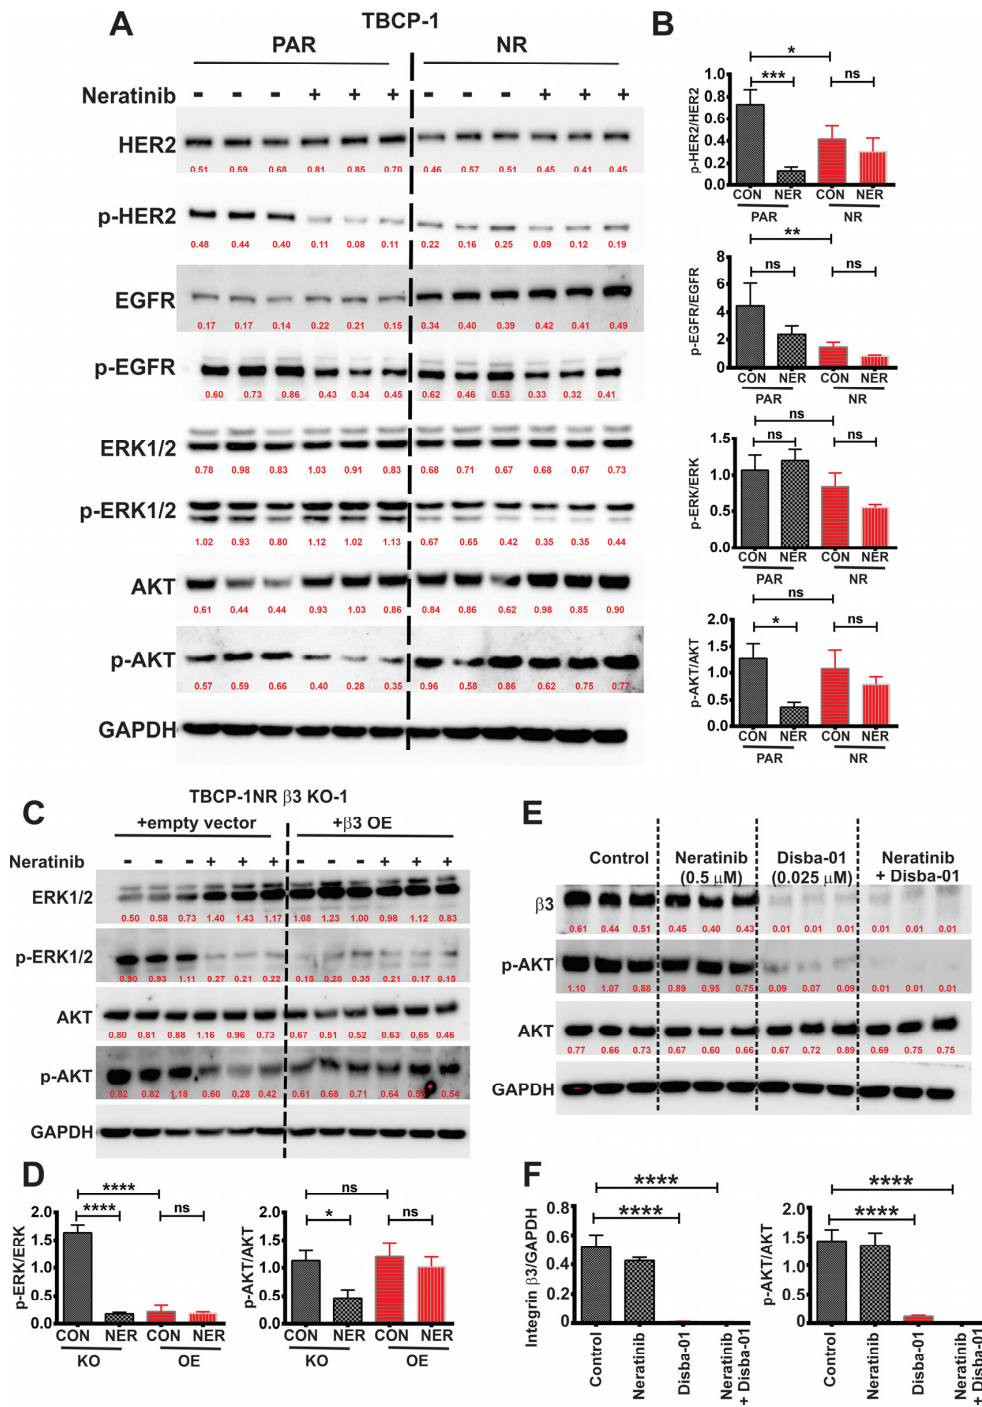 A
TBCP-1
PAR NR
Neratinib - - - + + + - - - + + +
HER2
0.51 0.59 0.68 0.81 0.85 0.70 0.46 0.57 0.51 0.45 0.41 0.45
p-HER2
0.48 0.44 0.40 0.11 0.08 0.11 0.22 0.16 0.25 0.09 0.12 0.19
EGFR
0.17 0.17 0.14 0.22 0.21 0.15 0.34 0.40 0.39 0.42 0.41 0.49
p-EGFR
0.60 0.73 0.86 0.43 0.34 0.45 0.62 0.46 0.53 0.33 0.32 0.41
ERK1/2
0.78 0.98 0.83 1.03 0.91 0.83 0.68 0.71 0.67 0.68 0.67 0.73
p-ERK1/2
1.02 0.93 0.80 1.12 1.02 1.13 0.67 0.65 0.42 0.35 0.35 0.44
AKT
0.61 0.44 0.44 0.93 1.03 0.86 0.84 0.86 0.62 0.98 0.85 0.90
p-AKT
0.57 0.59 0.66 0.40 0.28 0.35 0.96 0.58 0.86 0.62 0.75 0.77
GAPDH
B
*
*** ns
p-HER2/HER2
1.0
0.8
0.6
0.4
0.2
0.0
CON NER CON NER
PAR NR
**
ns ns
p-EGFR/EGFR
8
6
4
2
0
CON NER CON NER
PAR NR
ns
ns ns
p-ERK/ERK
1.5
1.0
0.5
0.0
CON NER CON NER
PAR NR
ns
* ns
p-AKT/AKT
2.0
1.5
1.0
0.5
0.0
CON NER CON NER
PAR NR
C
TBCP-1NR β3 KO-1
+empty vector +β3 OE
Neratinib - - - + + + - - - + + +
ERK1/2
0.50 0.58 0.73 1.40 1.43 1.17 1.08 1.23 1.00 0.98 1.12 0.83
p-ERK1/2
0.90 0.93 1.11 0.27 0.21 0.22 0.15 0.20 0.35 0.21 0.17 0.15
AKT
0.80 0.81 0.88 1.16 0.96 0.73 0.67 0.51 0.52 0.63 0.65 0.46
p-AKT
0.82 0.82 1.18 0.60 0.28 0.42 0.61 0.68 0.71 0.64 0.54
GAPDH
D
****
**** ns
p-ERK/ERK
2.0
1.5
1.0
0.5
0.0
CON NER CON NER
KO OE
ns
* ns
p-AKT/AKT
2.0
1.5
1.0
0.5
0.0
CON NER CON NER
KO OE
E
Control Neratinib Disba-01 Neratinib
(0.5 μM) (0.025 μM) + Disba-01
β3
0.61 0.44 0.51 0.45 0.40 0.43 0.01 0.01 0.01 0.01 0.01 0.01
p-AKT
1.10 1.07 0.88 0.89 0.95 0.75 0.09 0.07 0.09 0.01 0.01 0.01
AKT
0.77 0.66 0.73 0.67 0.60 0.66 0.67 0.72 0.89 0.69 0.75 0.75
GAPDH
F
****
****
Integrin β3/GAPDH
0.8
0.6
0.4
0.2
0
Control
Neratinib
Disba-01
Neratinib
+ Disba-01
****
****
p-AKT/AKT
2.0
1.5
1.0
0.5
0.0
Control
Neratinib
Disba-01
Neratinib
+ Disba-01